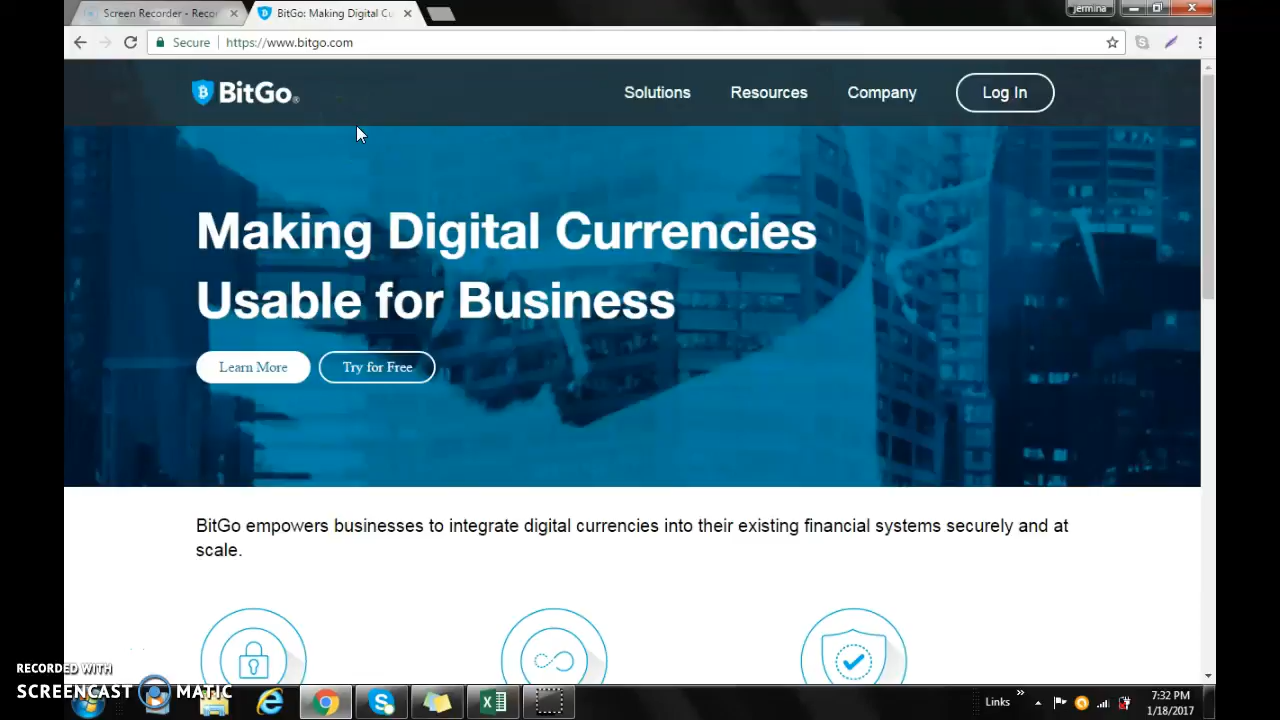 Screen Recorder - Reco
BitGo: Making Digital Cu
jermina
Secure
https://www.bitgo.com
BitGo®
Solutions
Resources
Company
Log In
Making Digital Currencies
Usable for Business
Learn More
Try for Free
BitGo empowers businesses to integrate digital currencies into their existing financial systems securely and at
scale.
RECORDED WITH
SCREENCAST MATIC
Links
7:32 PM
1/18/2017